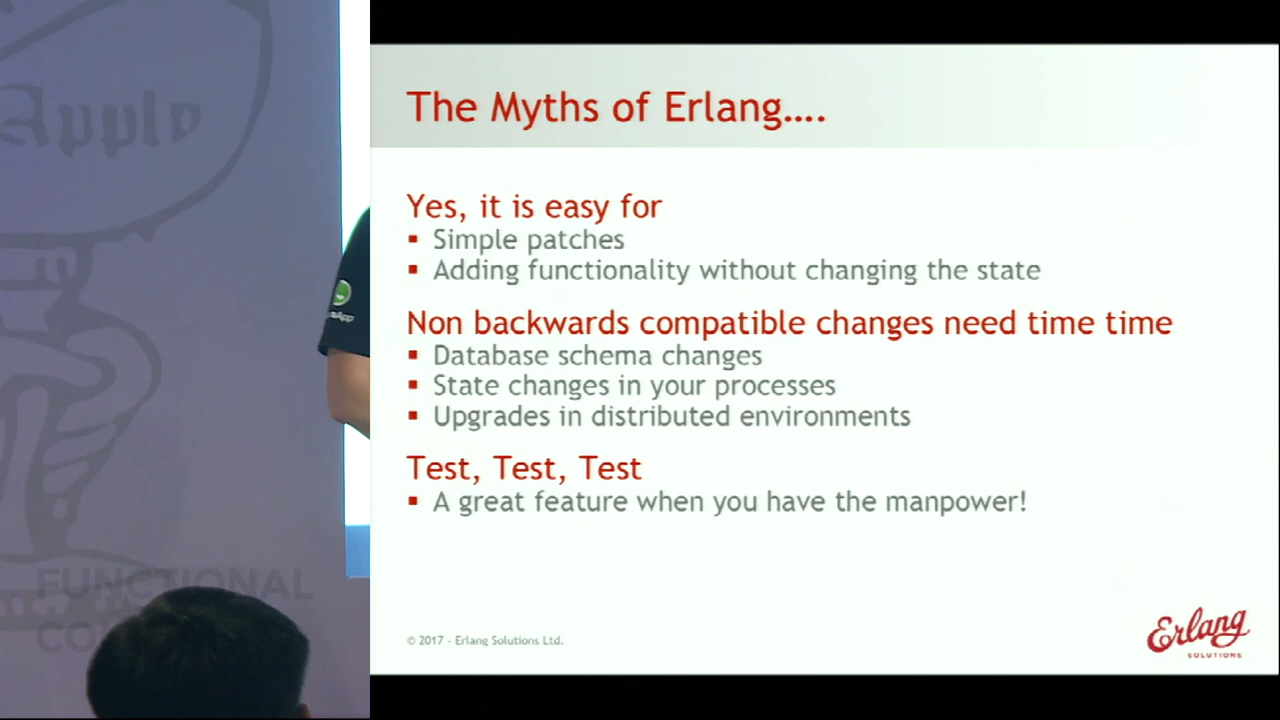 Apply
FUNCTIONAL
The Myths of Erlang....
Yes, it is easy for
▪ Simple patches
▪ Adding functionality without changing the state
Non backwards compatible changes need time time
▪ Database schema changes
▪ State changes in your processes
▪ Upgrades in distributed environments
Test, Test, Test
▪ A great feature when you have the manpower!
© 2017 - Erlang Solutions Ltd.
Erlang
SOLUTIONS